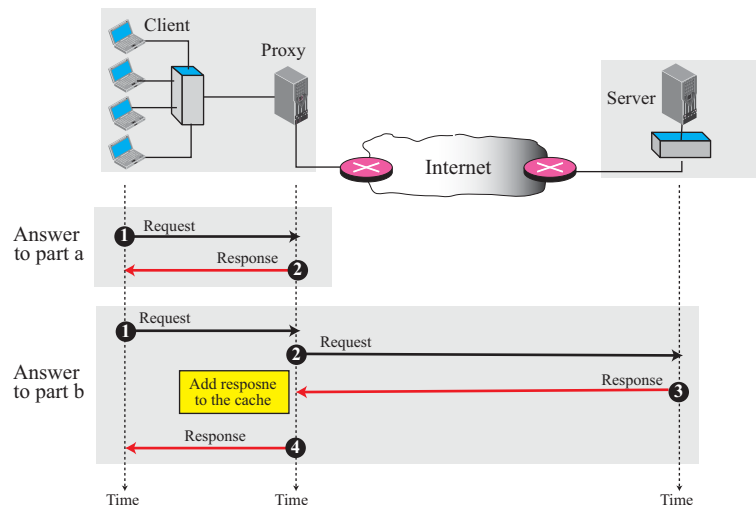 Client
Proxy
Server
Internet
Answer
to part a
1
Request
Response
2
Answer
to part b
1
Request
2
Request
Add resposne
to the cache
Response
3
Response
4
Time
Time
Time